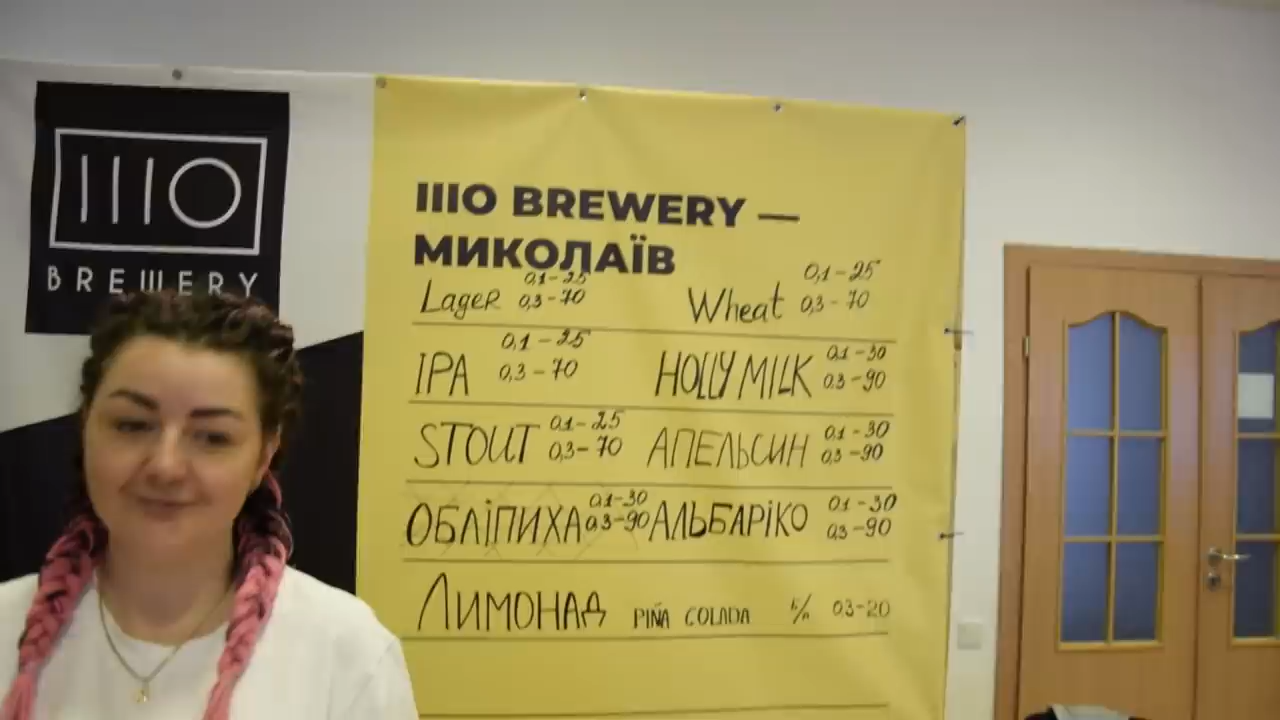 IIIO
BREWERY
IIIO BREWERY —
МИКОЛАЇВ
Lager 0,1-25 0,3-70
Wheat 0,1-25 0,3-70
IPA 0,1-25 0,3-70
HOLLY MILK 0.1-30 0.3-90
STOUT 0.1-25 0,3-70
АПЕЛЬСИН 0.1-30 0,3-90
ОБЛІПИХА 0.1-30 0.3-90
АЛЬБАРІКО 0.1-30 0,3-90
ЛИМОНАД PIÑA COLADA Б/А 0.3-20